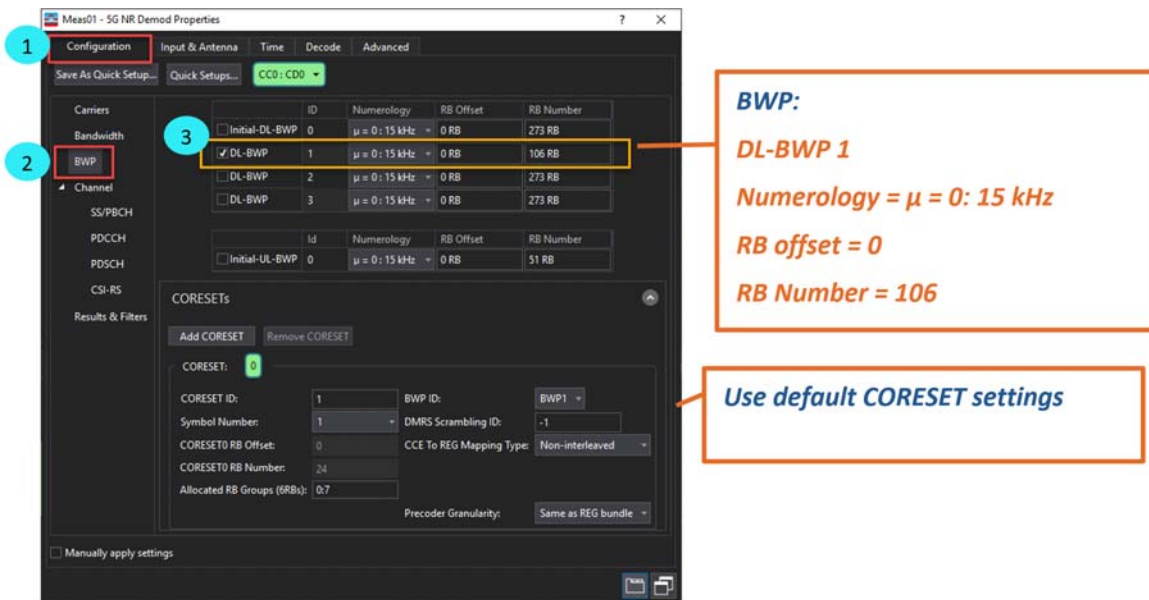 Meas01 - 5G NR Demod Properties ? ×
1 Configuration Input & Antenna Time Decode Advanced
Save As Quick Setup... Quick Setups... CC0 : CD0
Carriers
Bandwidth
2 BWP
Channel
SS/PBCH
PDCCH
PDSCH
CSI-RS
Results & Filters
ID Numerology RB Offset RB Number
Initial-DL-BWP 0 µ = 0 : 15 kHz 0 RB 273 RB
3 DL-BWP 1 µ = 0 : 15 kHz 0 RB 106 RB
DL-BWP 2 µ = 0 : 15 kHz 0 RB 273 RB
DL-BWP 3 µ = 0 : 15 kHz 0 RB 273 RB
Id Numerology RB Offset RB Number
Initial-UL-BWP 0 µ = 0 : 15 kHz 0 RB 51 RB
CORESETs
Add CORESET Remove CORESET
CORESET: 0
CORESET ID: 1 BWP ID: BWP1
Symbol Number: 1 DMRS Scrambling ID: -1
CORESET0 RB Offset: 0 CCE To REG Mapping Type: Non-interleaved
CORESET0 RB Number: 24
Allocated RB Groups (6RBs): 0:7
Precoder Granularity: Same as REG bundle
Manually apply settings
BWP:
DL-BWP 1
Numerology = µ = 0: 15 kHz
RB offset = 0
RB Number = 106
Use default CORESET settings